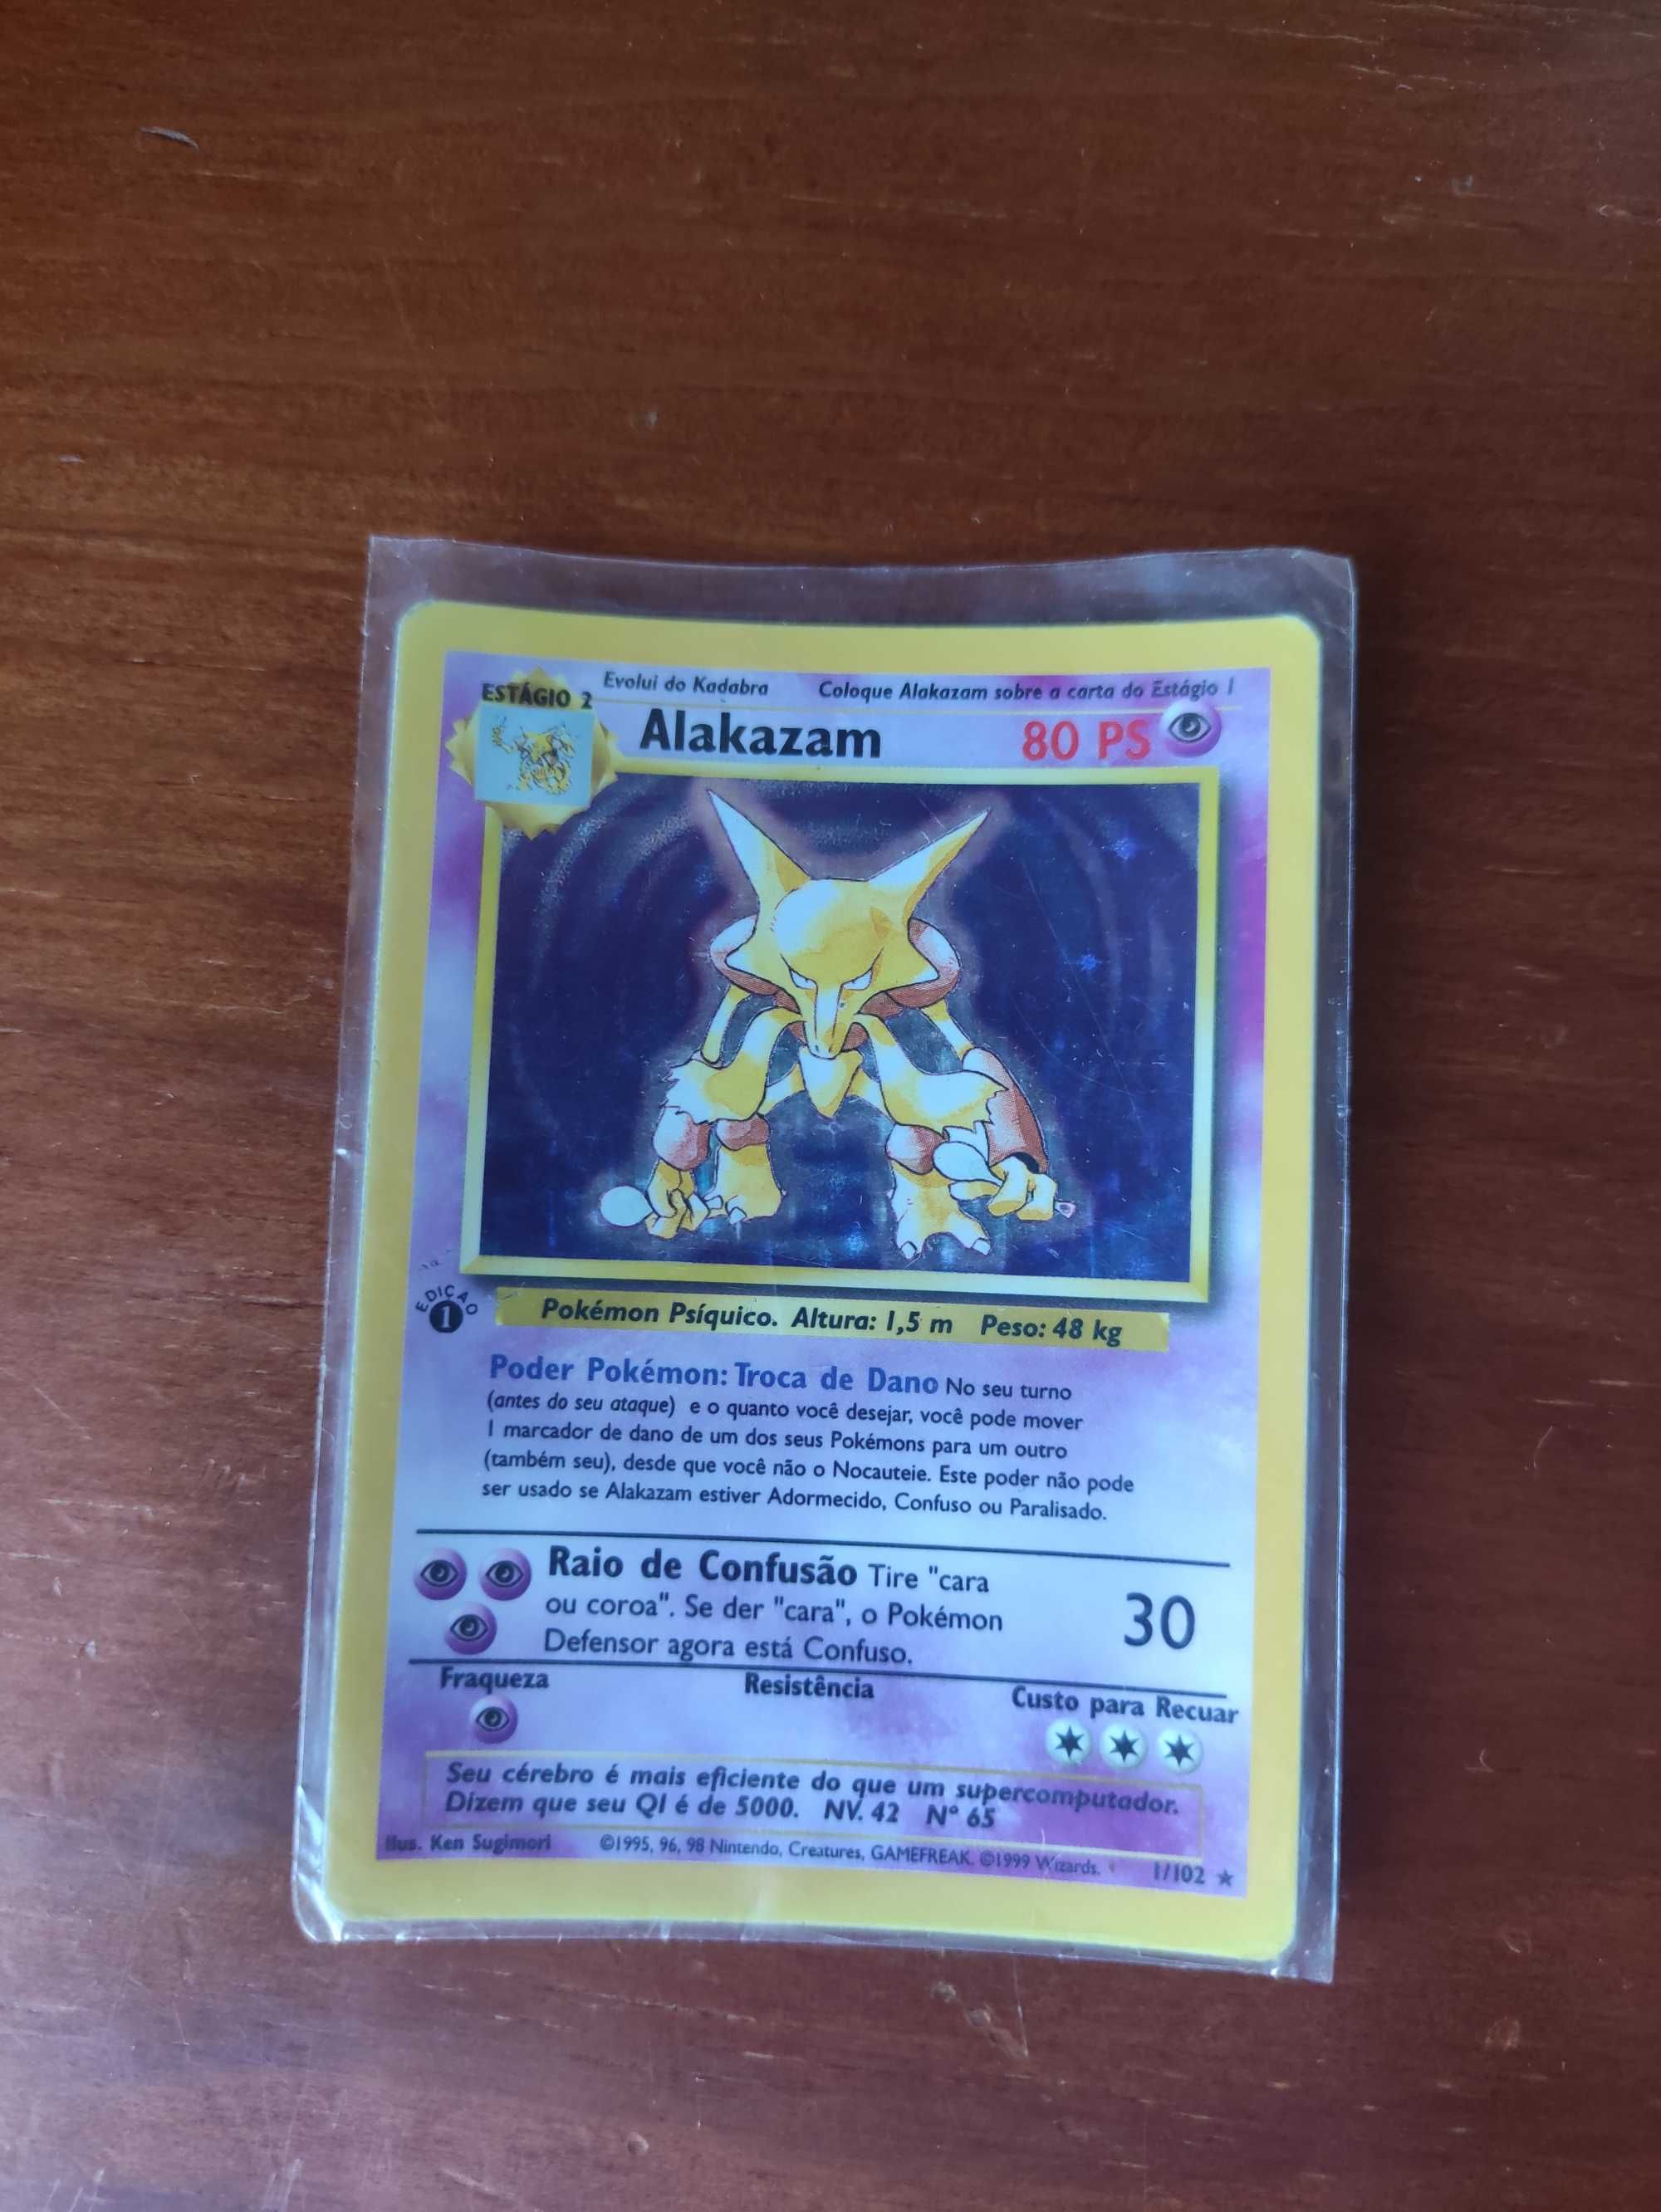 ESTÁGIO 2
Evolui do Kadabra Coloque Alakazam sobre a carta do Estágio 1
Alakazam 80 PS
EDIÇÃO
1
Pokémon Psíquico. Altura: 1,5 m Peso: 48 kg
Poder Pokémon: Troca de Dano No seu turno
(antes do seu ataque) e o quanto você desejar, você pode mover
1 marcador de dano de um dos seus Pokémons para um outro
(também seu), desde que você não o Nocauteie. Este poder não pode
ser usado se Alakazam estiver Adormecido, Confuso ou Paralisado.
Raio de Confusão Tire "cara
ou coroa". Se der "cara", o Pokémon
Defensor agora está Confuso.
30
Fraqueza Resistência Custo para Recuar
Seu cérebro é mais eficiente do que um supercomputador.
Dizem que seu QI é de 5000. NV. 42 Nº 65
Illus. Ken Sugimori ©1995, 96, 98 Nintendo, Creatures, GAMEFREAK. ©1999 Wizards. 1/102